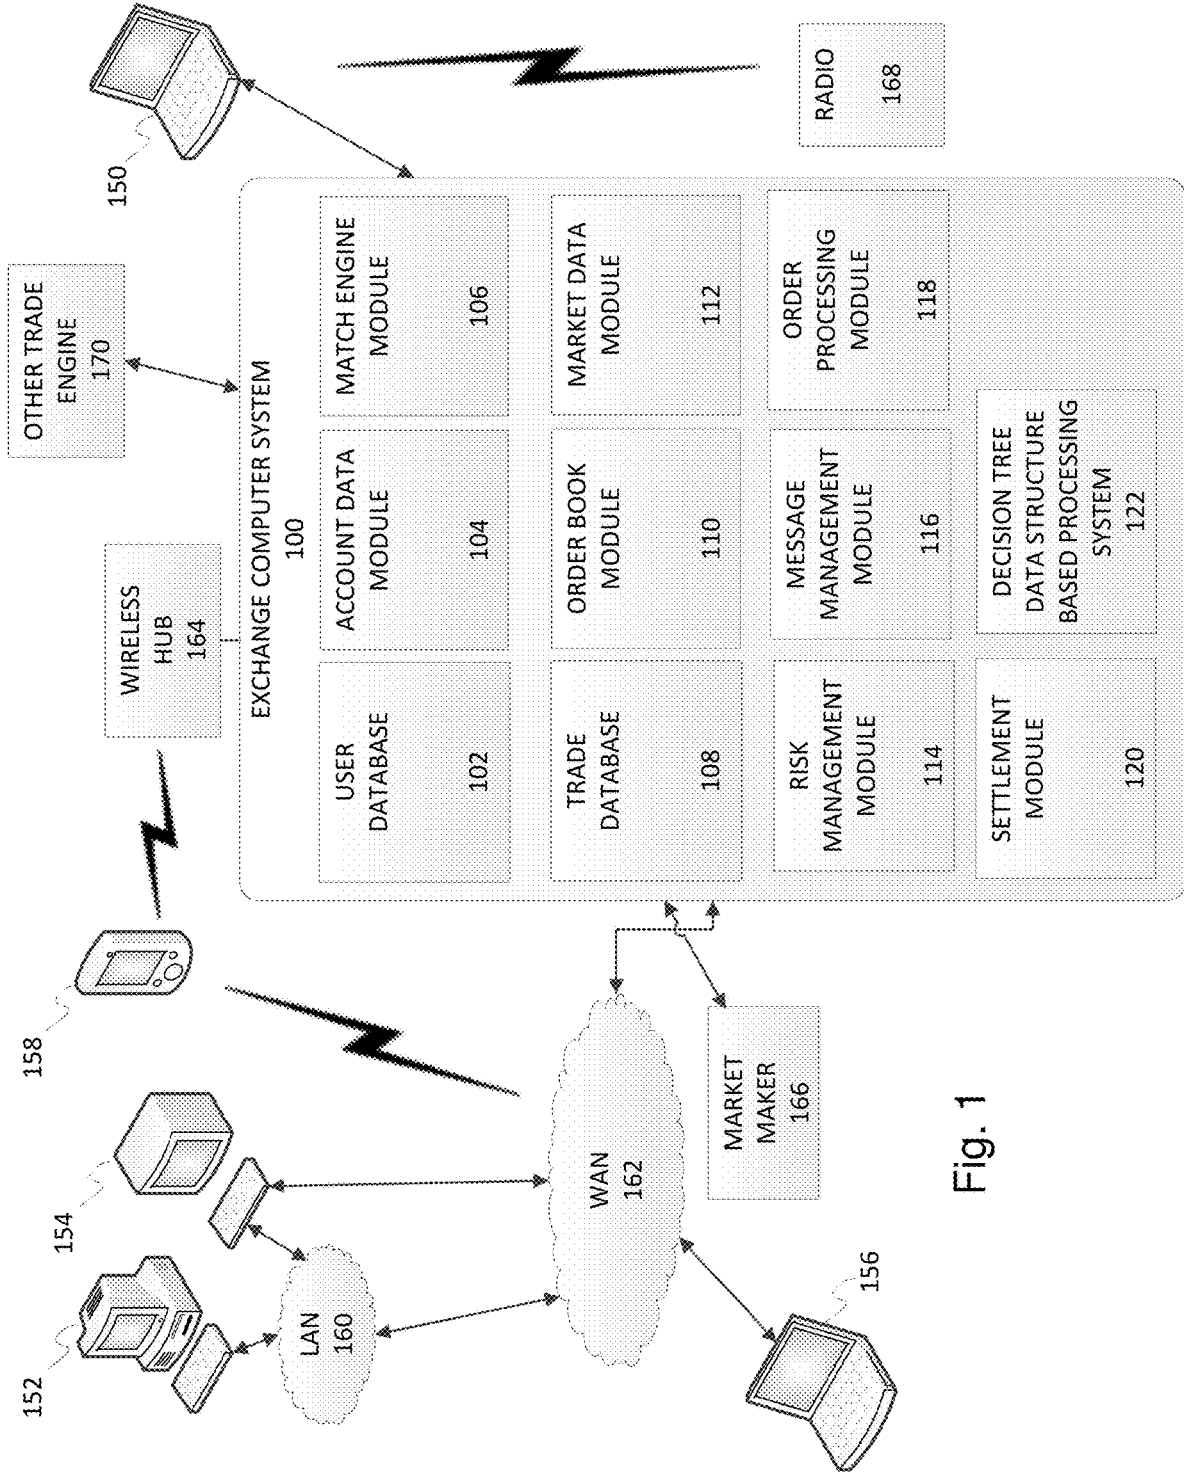 152
154
158
LAN
160
WAN
162
156
MARKET
MAKER
166
WIRELESS
HUB
164
OTHER TRADE
ENGINE
170
150
RADIO
168
EXCHANGE COMPUTER SYSTEM
100
USER
DATABASE
102
ACCOUNT DATA
MODULE
104
MATCH ENGINE
MODULE
106
TRADE
DATABASE
108
ORDER BOOK
MODULE
110
MARKET DATA
MODULE
112
RISK
MANAGEMENT
MODULE
114
MESSAGE
MANAGEMENT
MODULE
116
ORDER
PROCESSING
MODULE
118
SETTLEMENT
MODULE
120
DECISION TREE
DATA STRUCTURE
BASED PROCESSING
SYSTEM
122
Fig. 1